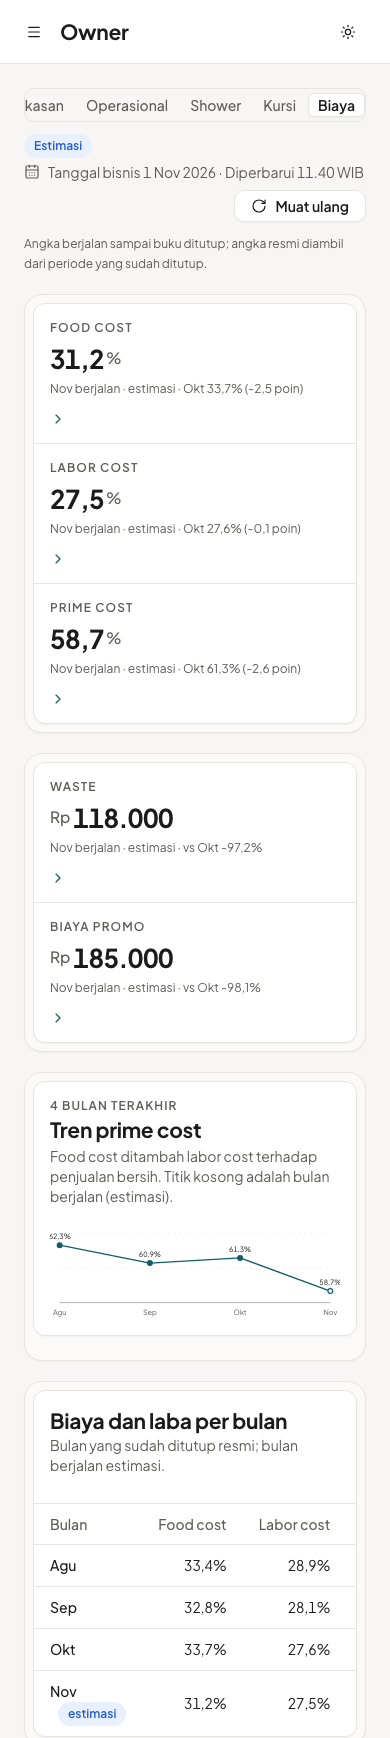 Owner
kasan Operasional Shower Kursi Biaya
Estimasi
Tanggal bisnis 1 Nov 2026 · Diperbarui 11.40 WIB
Muat ulang
Angka berjalan sampai buku ditutup; angka resmi diambil
dari periode yang sudah ditutup.
FOOD COST
31,2%
Nov berjalan · estimasi · Okt 33,7% (-2,5 poin)
LABOR COST
27,5%
Nov berjalan · estimasi · Okt 27,6% (-0,1 poin)
PRIME COST
58,7%
Nov berjalan · estimasi · Okt 61,3% (-2,6 poin)
WASTE
Rp 118.000
Nov berjalan · estimasi · vs Okt -97,2%
BIAYA PROMO
Rp 185.000
Nov berjalan · estimasi · vs Okt -98,1%
4 BULAN TERAKHIR
Tren prime cost
Food cost ditambah labor cost terhadap
penjualan bersih. Titik kosong adalah bulan
berjalan (estimasi).
62,3% 60,9% 61,3% 58,7%
Agu Sep Okt Nov
Biaya dan laba per bulan
Bulan yang sudah ditutup resmi; bulan
berjalan estimasi.
Bulan Food cost Labor cost
Agu 33,4% 28,9%
Sep 32,8% 28,1%
Okt 33,7% 27,6%
Nov 31,2% 27,5%
estimasi